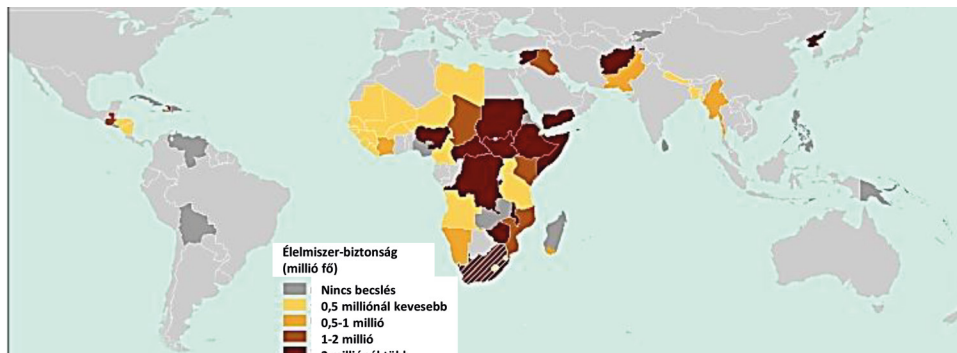 Élelmiszer-biztonság
(millió fő)
Nincs becslés
0,5 milliónál kevesebb
0,5-1 millió
1-2 millió